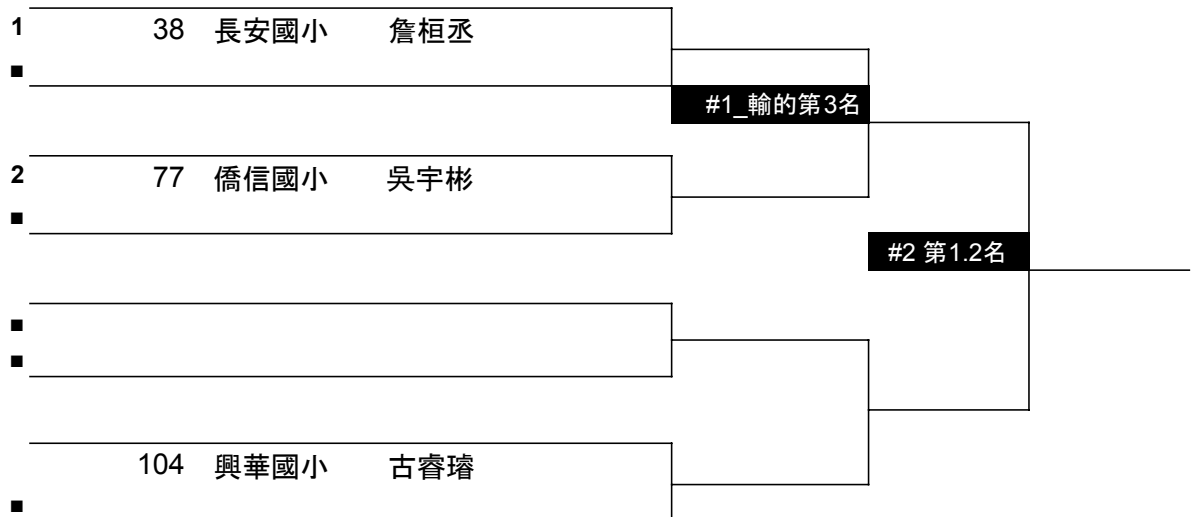 1 38 長安國小 詹桓丞
#1_輸的第3名
2 77 僑信國小 吳宇彬
#2 第1.2名
104 興華國小 古睿璿